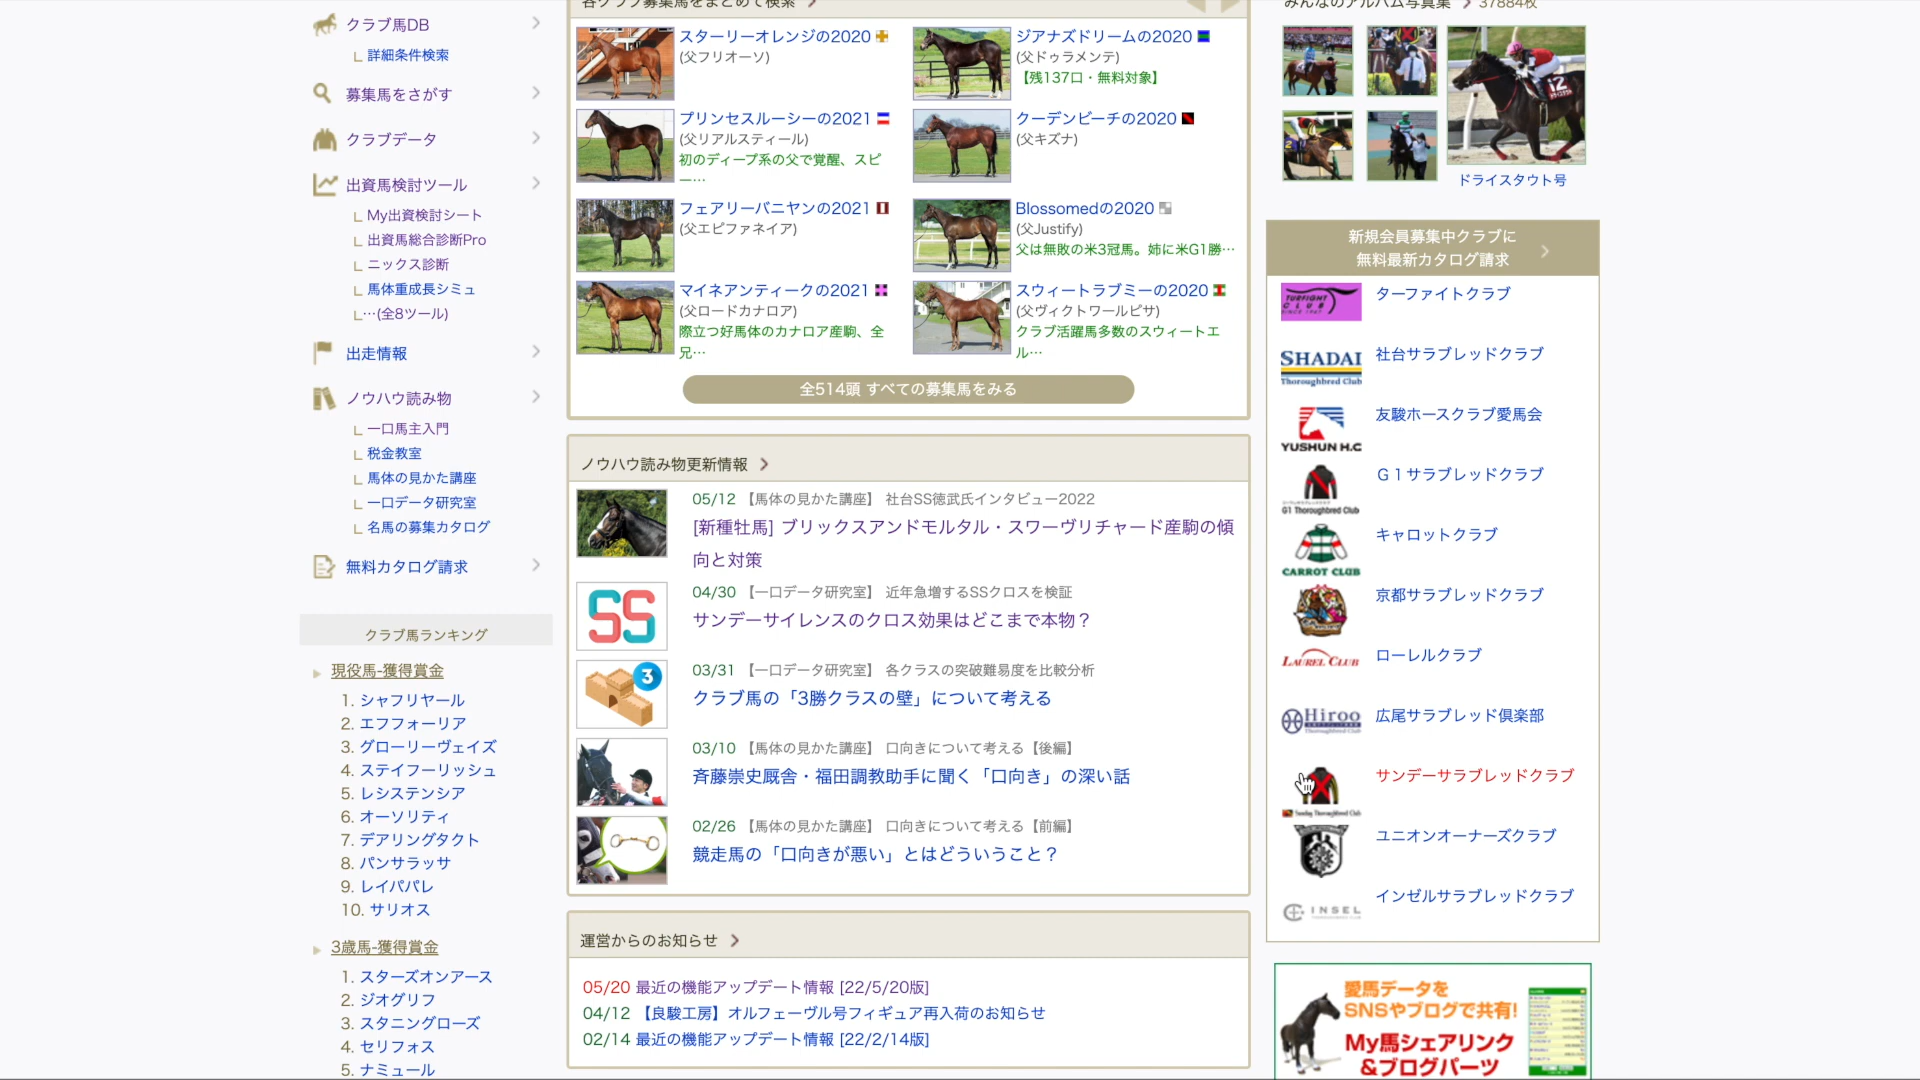 クラブ馬DB
詳細条件検索
募集馬をさがす
クラブデータ
出資馬検討ツール
My出資検討シート
出資馬総合診断Pro
ニックス診断
馬体重成長シミュ
…(全8ツール)
出走情報
ノウハウ読み物
一口馬主入門
税金教室
馬体の見かた講座
一口データ研究室
名馬の募集カタログ
無料カタログ請求
クラブ馬ランキング
現役馬-獲得賞金
1. シャフリヤール
2. エフフォーリア
3. グローリーヴェイズ
4. ステイフーリッシュ
5. レシステンシア
6. オーソリティ
7. デアリングタクト
8. パンサラッサ
9. レイパパレ
10. サリオス
3歳馬-獲得賞金
1. スターズオンアース
2. ジオグリフ
3. スタニングローズ
4. セリフォス
5. ナミュール
各クラブ募集馬をまとめて検索
スターリーオレンジの2020
(父フリオーソ)
ジアナズドリームの2020
(父ドゥラメンテ)
【残137口・無料対象】
プリンセスルーシーの2021
(父リアルスティール)
初のディープ系の父で覚醒、スピ
ー…
クーデンビーチの2020
(父キズナ)
フェアリーバニヤンの2021
(父エピファネイア)
Blossomedの2020
(父Justify)
父は無敗の米3冠馬。姉に米G1勝…
マイネアンティークの2021
(父ロードカナロア)
際立つ好馬体のカナロア産駒、全
兄…
スウィートラブミーの2020
(父ヴィクトワールピサ)
クラブ活躍馬多数のスウィートエ
ル…
全514頭 すべての募集馬をみる
ノウハウ読み物更新情報
05/12 【馬体の見かた講座】 社台SS徳武氏インタビュー2022
[新種牡馬] ブリックスアンドモルタル・スワーヴリチャード産駒の傾
向と対策
SS
04/30 【一口データ研究室】 近年急増するSSクロスを検証
サンデーサイレンスのクロス効果はどこまで本物？
3
03/31 【一口データ研究室】 各クラスの突破難易度を比較分析
クラブ馬の「3勝クラスの壁」について考える
03/10 【馬体の見かた講座】 口向きについて考える【後編】
斉藤崇史厩舎・福田調教助手に聞く「口向き」の深い話
02/26 【馬体の見かた講座】 口向きについて考える【前編】
競走馬の「口向きが悪い」とはどういうこと？
運営からのお知らせ
05/20 最近の機能アップデート情報 [22/5/20版]
04/12 【良駿工房】オルフェーヴル号フィギュア再入荷のお知らせ
02/14 最近の機能アップデート情報 [22/2/14版]
みんなのアルバム写真集 37884枚
12
ドライスタウト号
新規会員募集中クラブに
無料最新カタログ請求
TURFIGHT
CLUB
SINCE 1967
ターファイトクラブ
SHADAI
Thoroughbred Club
社台サラブレッドクラブ
YUSHUN H.C
友駿ホースクラブ愛馬会
G1 Thoroughbred Club
Ｇ１サラブレッドクラブ
CARROT CLUB
キャロットクラブ
京都サラブレッドクラブ
LAUREL CLUB
ローレルクラブ
Hiroo
Thoroughbred Club
広尾サラブレッド倶楽部
Sunday Thoroughbred Club
サンデーサラブレッドクラブ
ユニオンオーナーズクラブ
INSEL
インゼルサラブレッドクラブ
愛馬データを
SNSやブログで共有!
My馬シェアリンク
&ブログパーツ